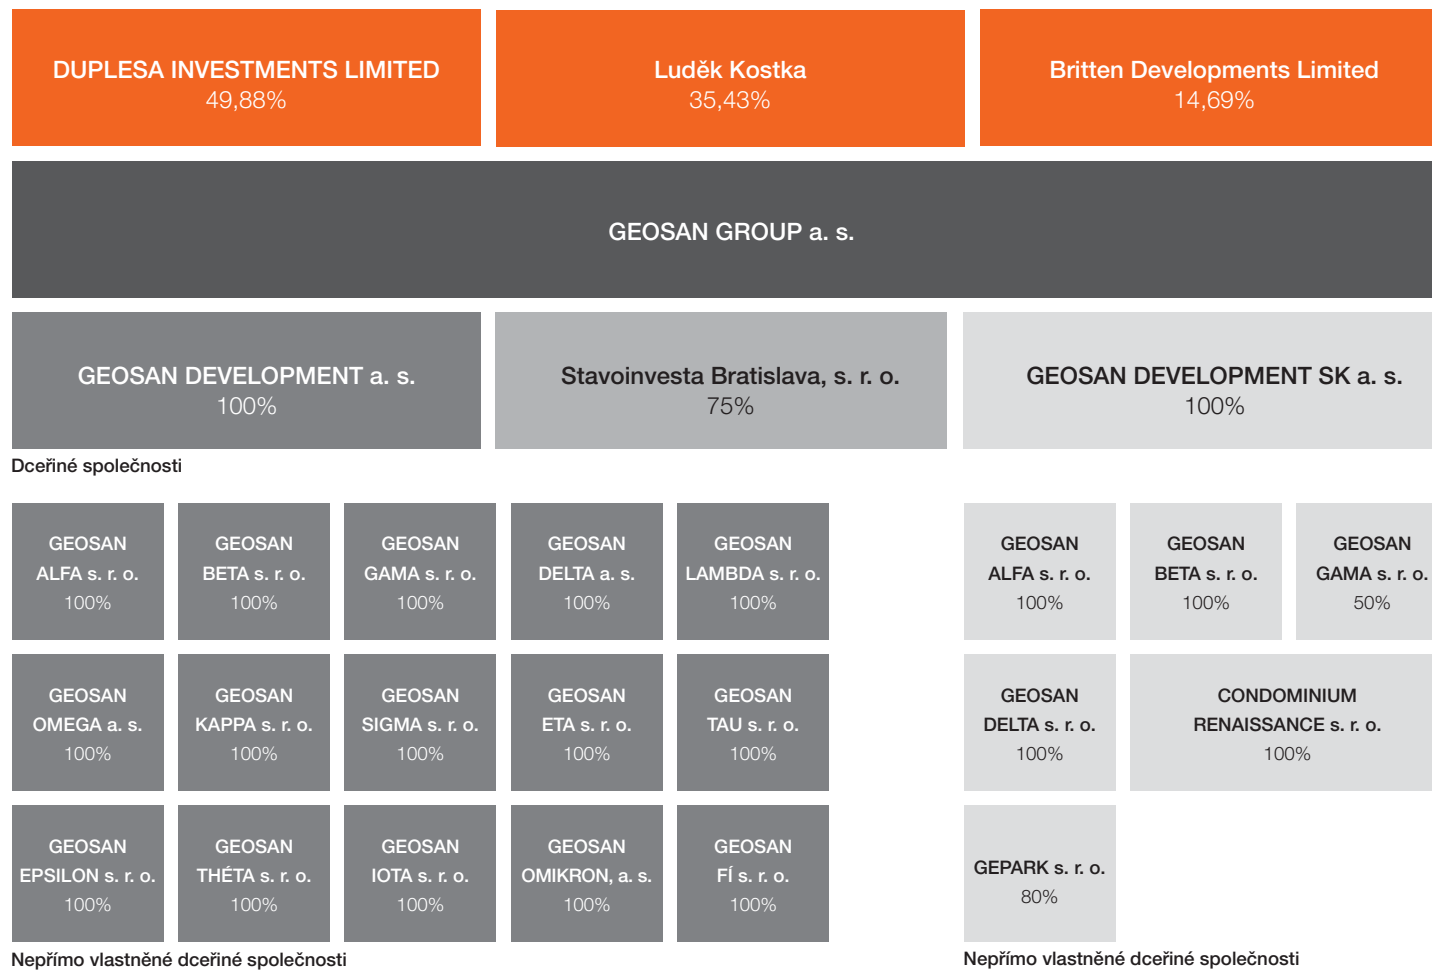 DUPLESA INVESTMENTS LIMITED
49,88%
Luděk Kostka
35,43%
Britten Developments Limited
14,69%
GEOSAN GROUP a. s.
GEOSAN DEVELOPMENT a. s.
100%
Stavoinvesta Bratislava, s. r. o.
75%
GEOSAN DEVELOPMENT SK a. s.
100%
Dceřiné společnosti
GEOSAN
ALFA s. r. o.
100%
GEOSAN
BETA s. r. o.
100%
GEOSAN
GAMA s. r. o.
100%
GEOSAN
DELTA a. s.
100%
GEOSAN
LAMBDA s. r. o.
100%
GEOSAN
OMEGA a. s.
100%
GEOSAN
KAPPA s. r. o.
100%
GEOSAN
SIGMA s. r. o.
100%
GEOSAN
ETA s. r. o.
100%
GEOSAN
TAU s. r. o.
100%
GEOSAN
EPSILON s. r. o.
100%
GEOSAN
THÉTA s. r. o.
100%
GEOSAN
IOTA s. r. o.
100%
GEOSAN
OMIKRON, a. s.
100%
GEOSAN
FÍ s. r. o.
100%
Nepřímo vlastněné dceřiné společnosti
GEOSAN
ALFA s. r. o.
100%
GEOSAN
BETA s. r. o.
100%
GEOSAN
GAMA s. r. o.
50%
GEOSAN
DELTA s. r. o.
100%
CONDOMINIUM
RENAISSANCE s. r. o.
100%
GEPARK s. r. o.
80%
Nepřímo vlastněné dceřiné společnosti